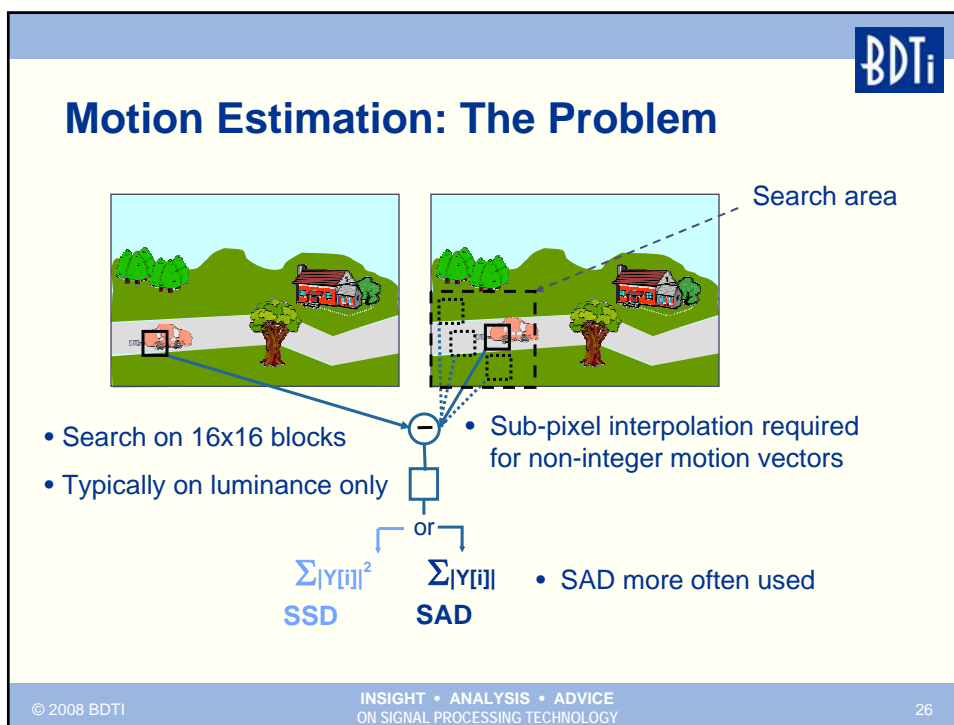 BDTi
Motion Estimation: The Problem
Search area
• Search on 16x16 blocks
• Typically on luminance only
−
• Sub-pixel interpolation required
for non-integer motion vectors
or
Σ|Y[i]|²
Σ|Y[i]|
SSD
SAD
• SAD more often used
© 2008 BDTI
INSIGHT • ANALYSIS • ADVICE
ON SIGNAL PROCESSING TECHNOLOGY
26